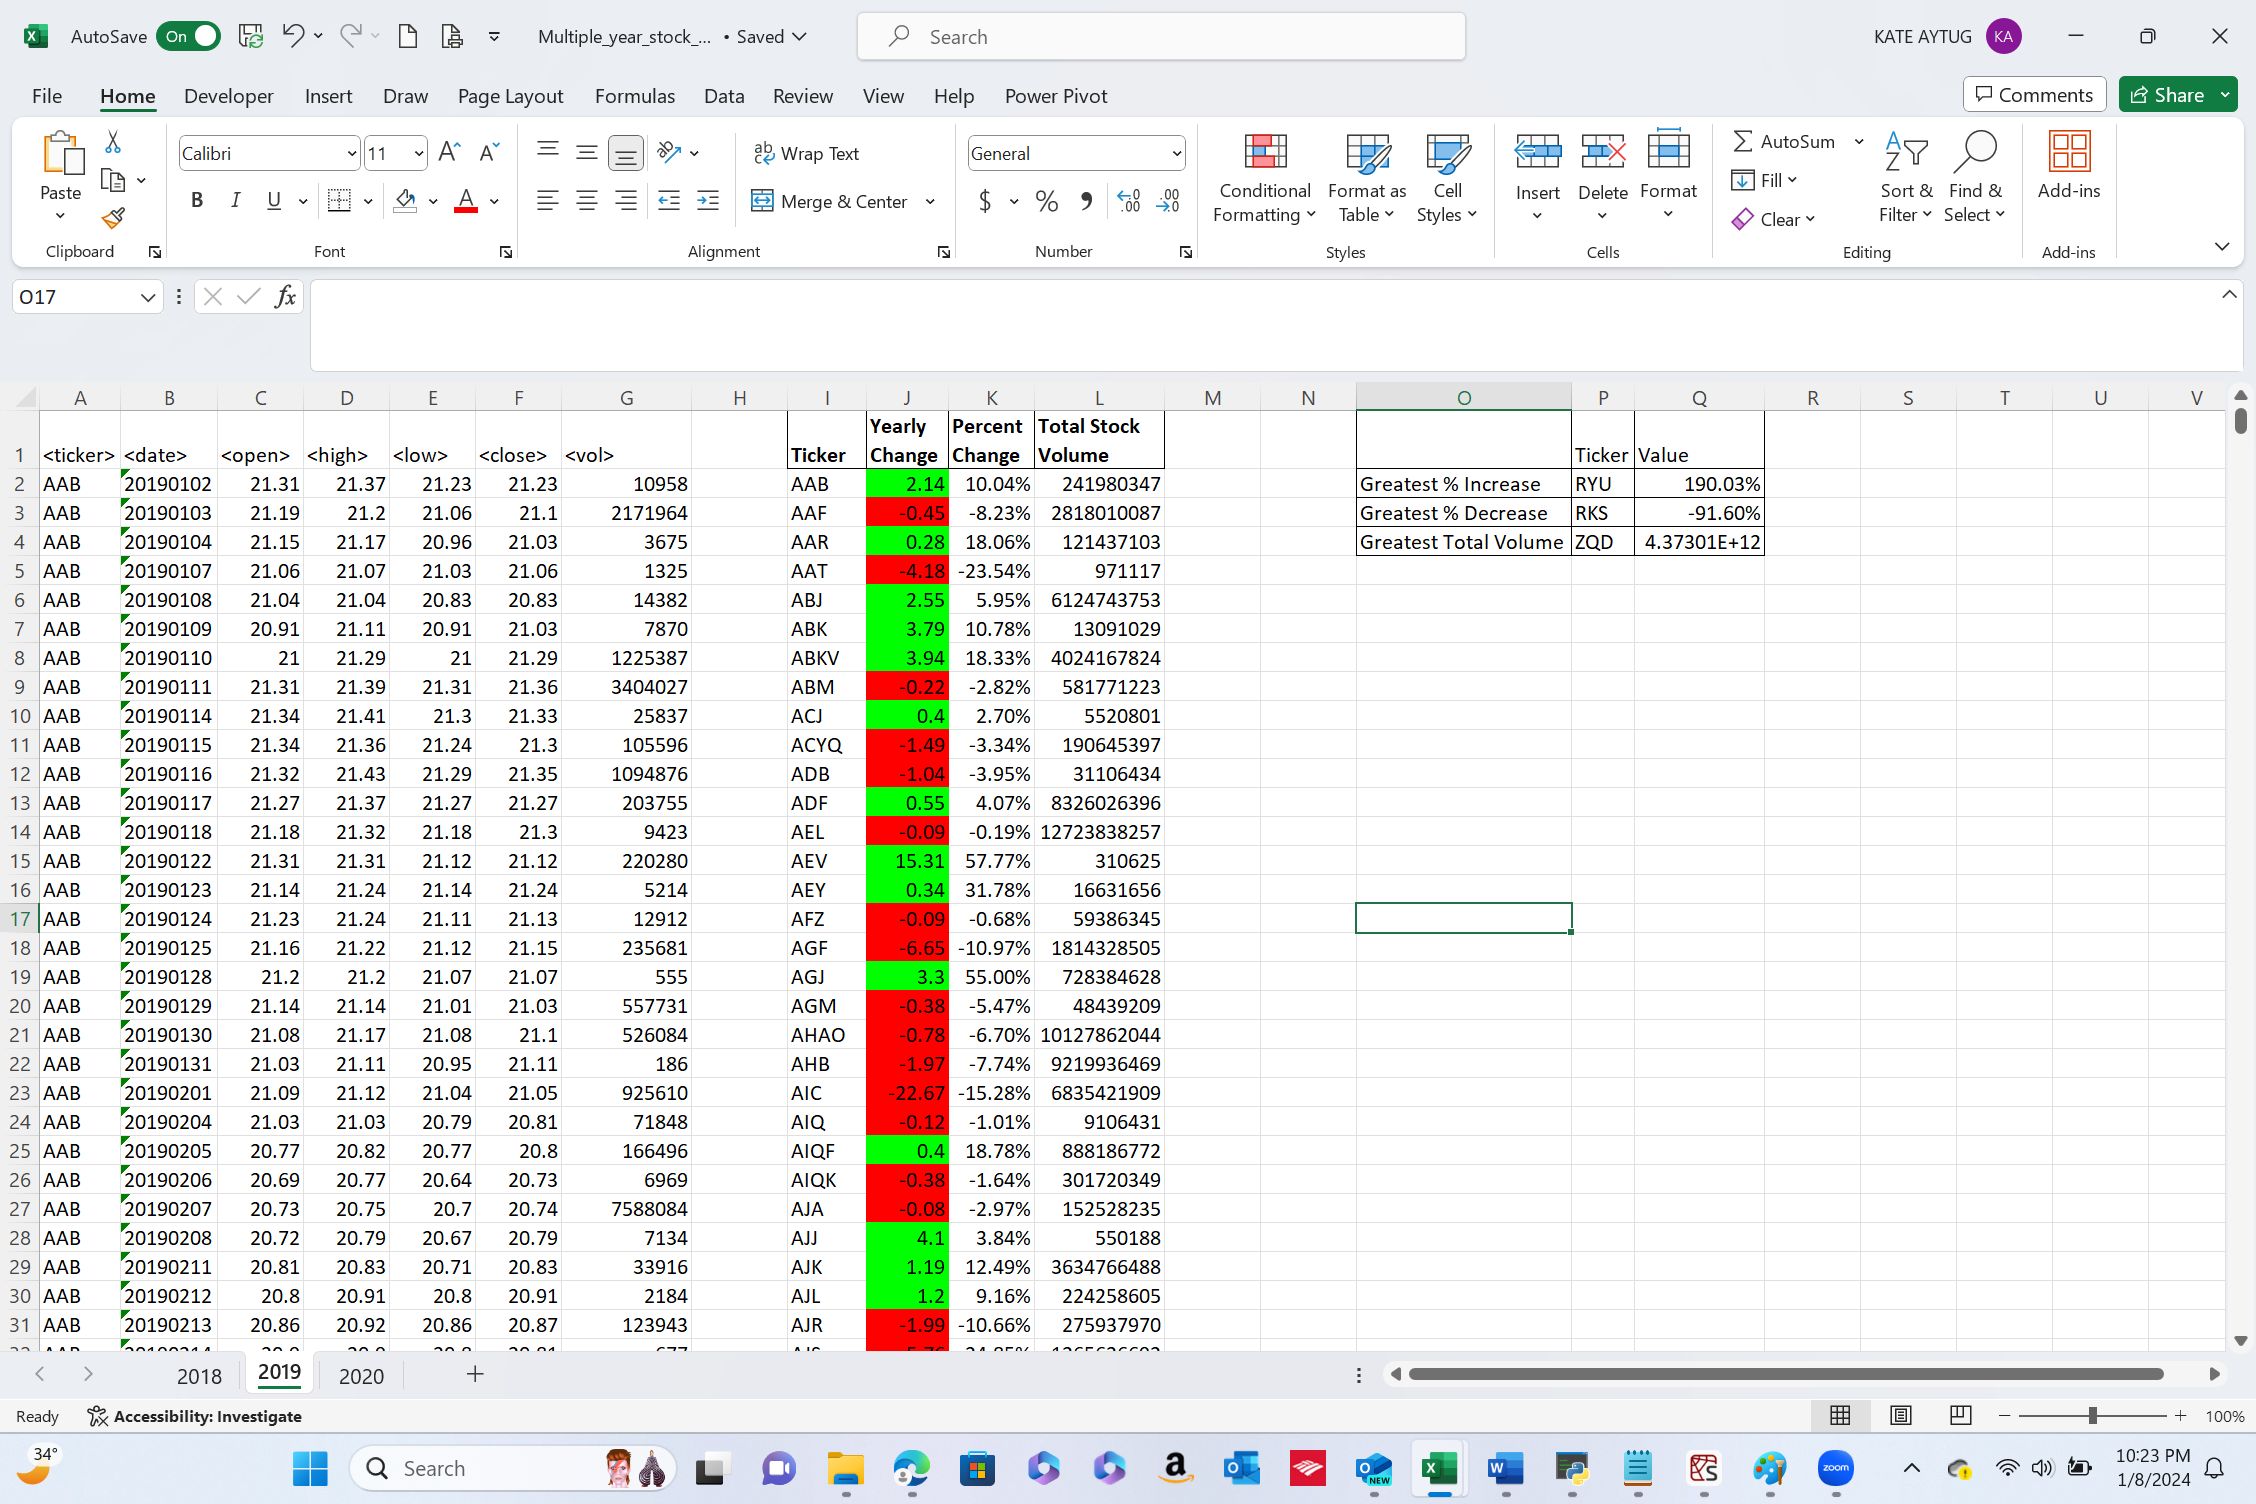 AutoSave On Multiple_year_stock_... • Saved Search KATE AYTUG KA
File Home Developer Insert Draw Page Layout Formulas Data Review View Help Power Pivot Comments Share
Paste Calibri 11 Wrap Text General Conditional Formatting Format as Table Cell Styles Insert Delete Format AutoSum Fill Clear Sort & Filter Find & Select Add-ins
B I U A Merge & Center $ %
Clipboard Font Alignment Number Styles Cells Editing Add-ins
O17 fx
A B C D E F G H I J K L M N O P Q R S T U V
1 <ticker> <date> <open> <high> <low> <close> <vol> Ticker Yearly Change Percent Change Total Stock Volume Ticker Value
2 AAB 20190102 21.31 21.37 21.23 21.23 10958 AAB 2.14 10.04% 241980347 Greatest % Increase RYU 190.03%
3 AAB 20190103 21.19 21.2 21.06 21.1 2171964 AAF -0.45 -8.23% 2818010087 Greatest % Decrease RKS -91.60%
4 AAB 20190104 21.15 21.17 20.96 21.03 3675 AAR 0.28 18.06% 121437103 Greatest Total Volume ZQD 4.37301E+12
5 AAB 20190107 21.06 21.07 21.03 21.06 1325 AAT -4.18 -23.54% 971117
6 AAB 20190108 21.04 21.04 20.83 20.83 14382 ABJ 2.55 5.95% 6124743753
7 AAB 20190109 20.91 21.11 20.91 21.03 7870 ABK 3.79 10.78% 13091029
8 AAB 20190110 21 21.29 21 21.29 1225387 ABKV 3.94 18.33% 4024167824
9 AAB 20190111 21.31 21.39 21.31 21.36 3404027 ABM -0.22 -2.82% 581771223
10 AAB 20190114 21.34 21.41 21.3 21.33 25837 ACJ 0.4 2.70% 5520801
11 AAB 20190115 21.34 21.36 21.24 21.3 105596 ACYQ -1.49 -3.34% 190645397
12 AAB 20190116 21.32 21.43 21.29 21.35 1094876 ADB -1.04 -3.95% 31106434
13 AAB 20190117 21.27 21.37 21.27 21.27 203755 ADF 0.55 4.07% 8326026396
14 AAB 20190118 21.18 21.32 21.18 21.3 9423 AEL -0.09 -0.19% 12723838257
15 AAB 20190122 21.31 21.31 21.12 21.12 220280 AEV 15.31 57.77% 310625
16 AAB 20190123 21.14 21.24 21.14 21.24 5214 AEY 0.34 31.78% 16631656
17 AAB 20190124 21.23 21.24 21.11 21.13 12912 AFZ -0.09 -0.68% 59386345
18 AAB 20190125 21.16 21.22 21.12 21.15 235681 AGF -6.65 -10.97% 1814328505
19 AAB 20190128 21.2 21.2 21.07 21.07 555 AGJ 3.3 55.00% 728384628
20 AAB 20190129 21.14 21.14 21.01 21.03 557731 AGM -0.38 -5.47% 48439209
21 AAB 20190130 21.08 21.17 21.08 21.1 526084 AHAO -0.78 -6.70% 10127862044
22 AAB 20190131 21.03 21.11 20.95 21.11 186 AHB -1.97 -7.74% 9219936469
23 AAB 20190201 21.09 21.12 21.04 21.05 925610 AIC -22.67 -15.28% 6835421909
24 AAB 20190204 21.03 21.03 20.79 20.81 71848 AIQ -0.12 -1.01% 9106431
25 AAB 20190205 20.77 20.82 20.77 20.8 166496 AIQF 0.4 18.78% 888186772
26 AAB 20190206 20.69 20.77 20.64 20.73 6969 AIQK -0.38 -1.64% 301720349
27 AAB 20190207 20.73 20.75 20.7 20.74 7588084 AJA -0.08 -2.97% 152528235
28 AAB 20190208 20.72 20.79 20.67 20.79 7134 AJJ 4.1 3.84% 550188
29 AAB 20190211 20.81 20.83 20.71 20.83 33916 AJK 1.19 12.49% 3634766488
30 AAB 20190212 20.8 20.91 20.8 20.91 2184 AJL 1.2 9.16% 224258605
31 AAB 20190213 20.86 20.92 20.86 20.87 123943 AJR -1.99 -10.66% 275937970
2018 2019 2020
Ready Accessibility: Investigate 100%
34° Search NEW zoom 10:23 PM
1/8/2024